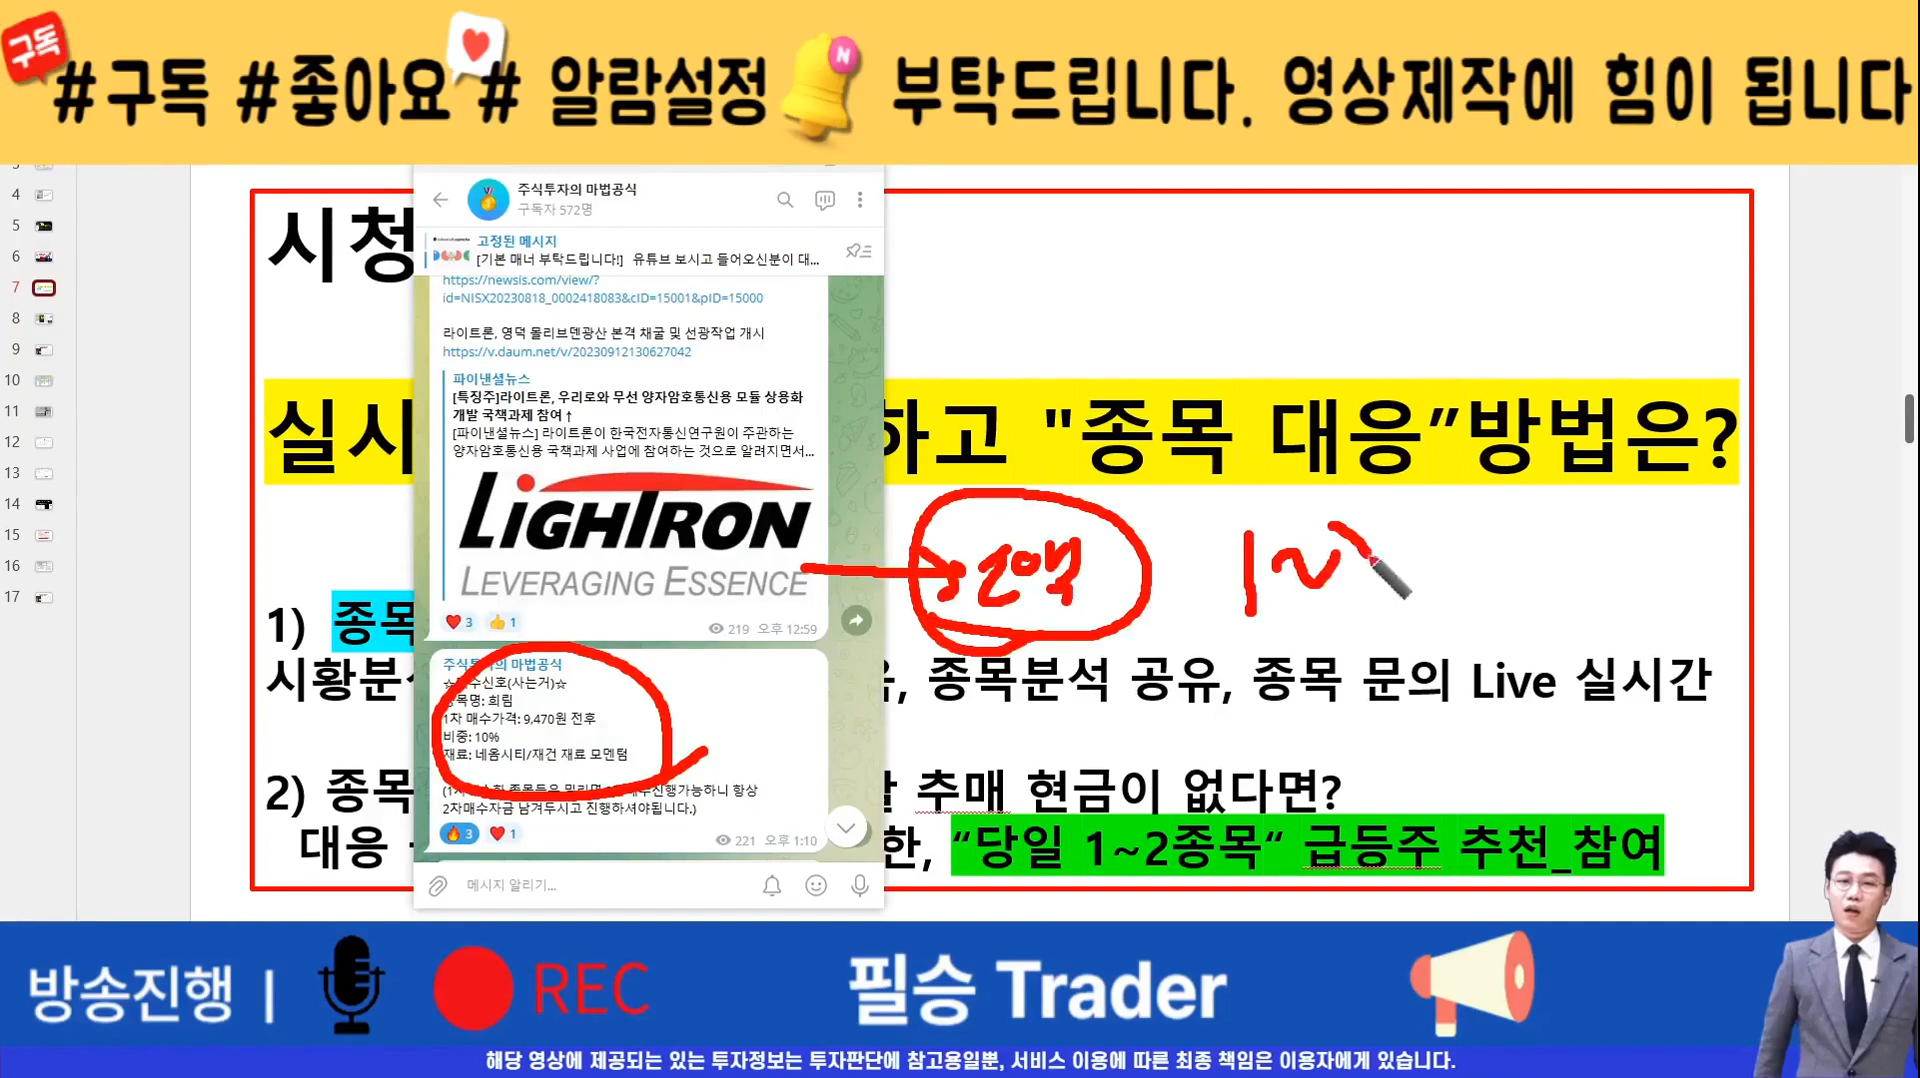 구독
#구독 #좋아요 # 알람설정 N 부탁드립니다. 영상제작에 힘이 됩니다
4
5
6
7
8
9
10
11
12
13
14
15
16
17
시청
주식투자의 마법공식
구독자 572명
고정된 메시지
[기본 매너 부탁드립니다!] 유튜브 보시고 들어오신분이 대...
https://newsis.com/view/?
id=NISX20230818_0002418083&cID=15001&pID=15000
라이트론, 영덕 몰리브덴광산 본격 채굴 및 선광작업 개시
https://v.daum.net/v/20230912130627042
파이낸셜뉴스
[특징주]라이트론, 우리로와 무선 양자암호통신용 모듈 상용화
개발 국책과제 참여↑
[파이낸셜뉴스] 라이트론이 한국전자통신연구원이 주관하는
양자암호통신용 국책과제 사업에 참여하는 것으로 알려지면서...
LIGHTRON
LEVERAGING ESSENCE
3 1 219 오후 12:59
주식투자의 마법공식
☆매수신호(사는거)☆
종목명: 희림
1차 매수가격: 9,470원 전후
비중: 10%
재료: 네옴시티/재건 재료 모멘텀
2차매수자금 남겨두시고 진행하셔야됩니다.)
3 1 221 오후 1:10
메시지 알리기...
실시 하고 "종목 대응"방법은?
소액 1~
1) 종목
시황분 종목분석 공유, 종목 문의 Live 실시간
2) 종목 추매 현금이 없다면?
대응 한, "당일 1~2종목" 급등주 추천_참여
방송진행 | REC 필승 Trader
해당 영상에 제공되는 있는 투자정보는 투자판단에 참고용일뿐, 서비스 이용에 따른 최종 책임은 이용자에게 있습니다.